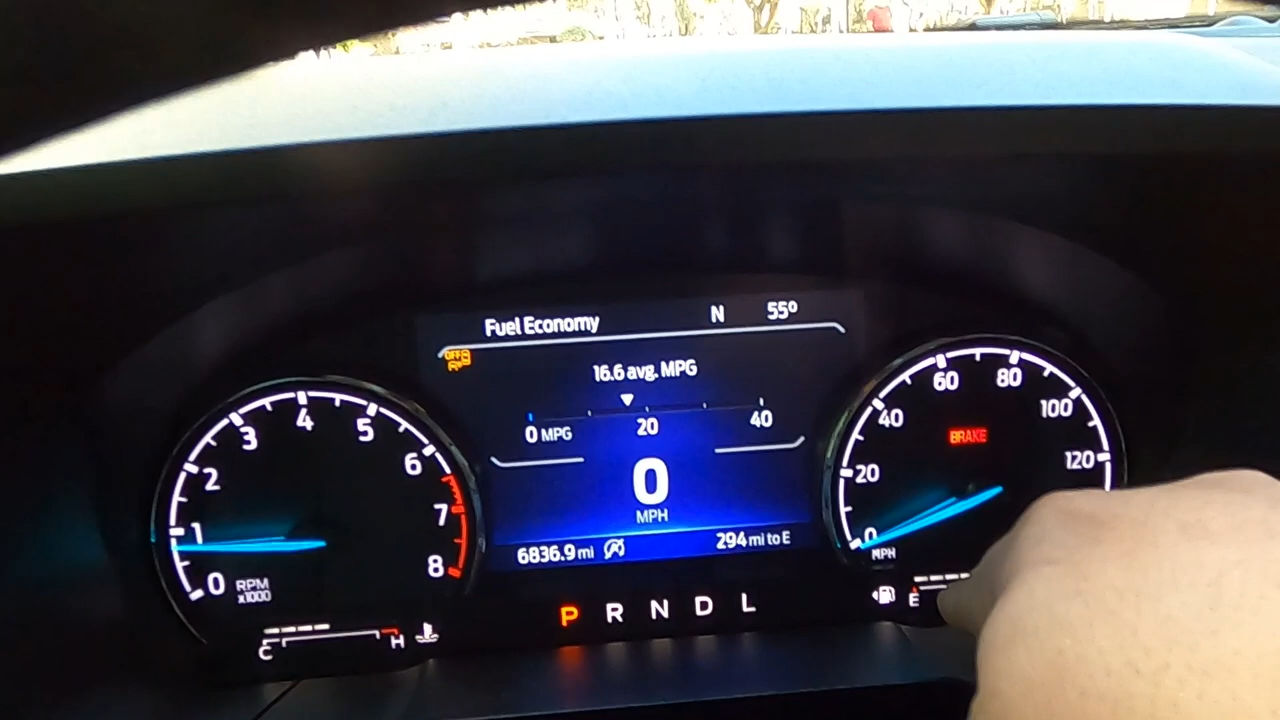 Fuel Economy N 55°
OFF
16.6 avg. MPG
0 MPG 20 40
0
MPH
6836.9 mi 294 mi to E
P R N D L
0 1 2 3 4 5 6 7 8
RPM
x1000
C H
0 20 40 60 80 100 120
BRAKE
MPH
E